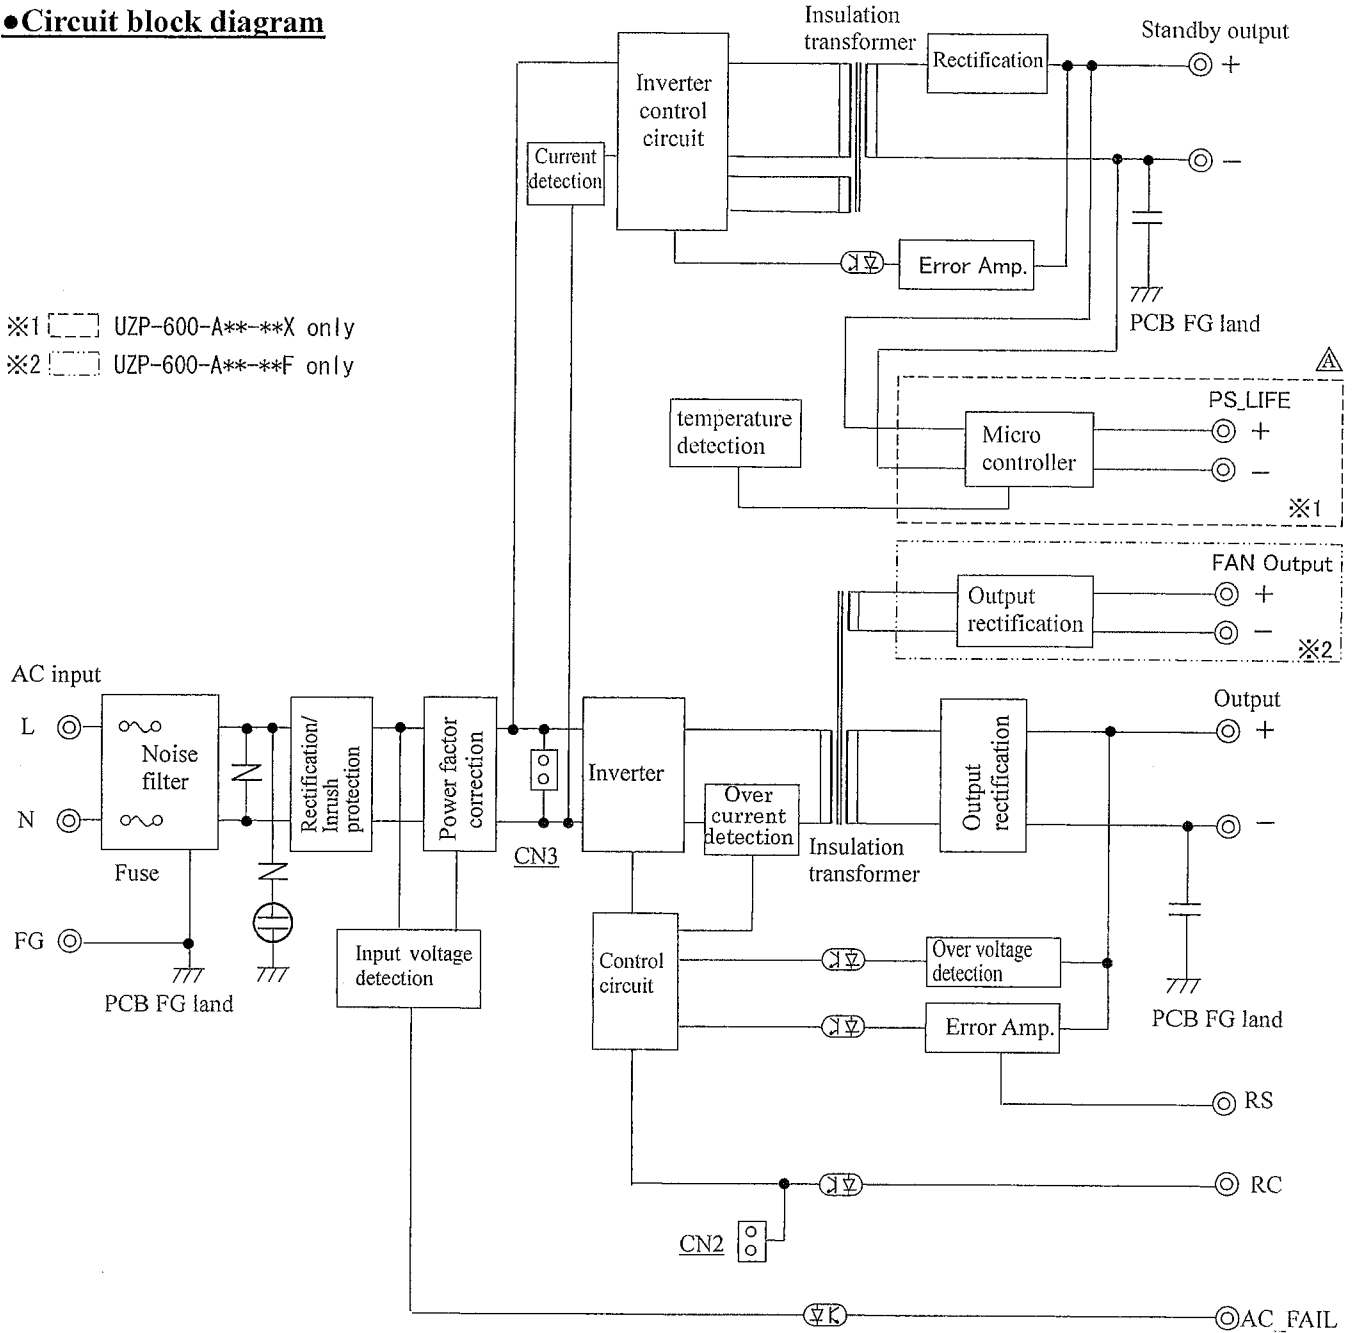 ●Circuit block diagram
Insulation
transformer
Standby output
Rectification
+
Inverter
control
circuit
Current
detection
−
Error Amp.
PCB FG land
※1 UZP-600-A**-**X only
※2 UZP-600-A**-**F only
A
PS_LIFE
temperature
detection
Micro
controller
+
−
※1
FAN Output
Output
rectification
+
−
※2
AC input
Output
L
Noise
filter
Rectification/
Inrush
protection
Power factor
correction
Inverter
Output
rectification
+
N
Over
current
detection
−
CN3
Insulation
transformer
Fuse
FG
Input voltage
detection
Control
circuit
Over voltage
detection
PCB FG land
PCB FG land
Error Amp.
RS
RC
CN2
AC_FAIL